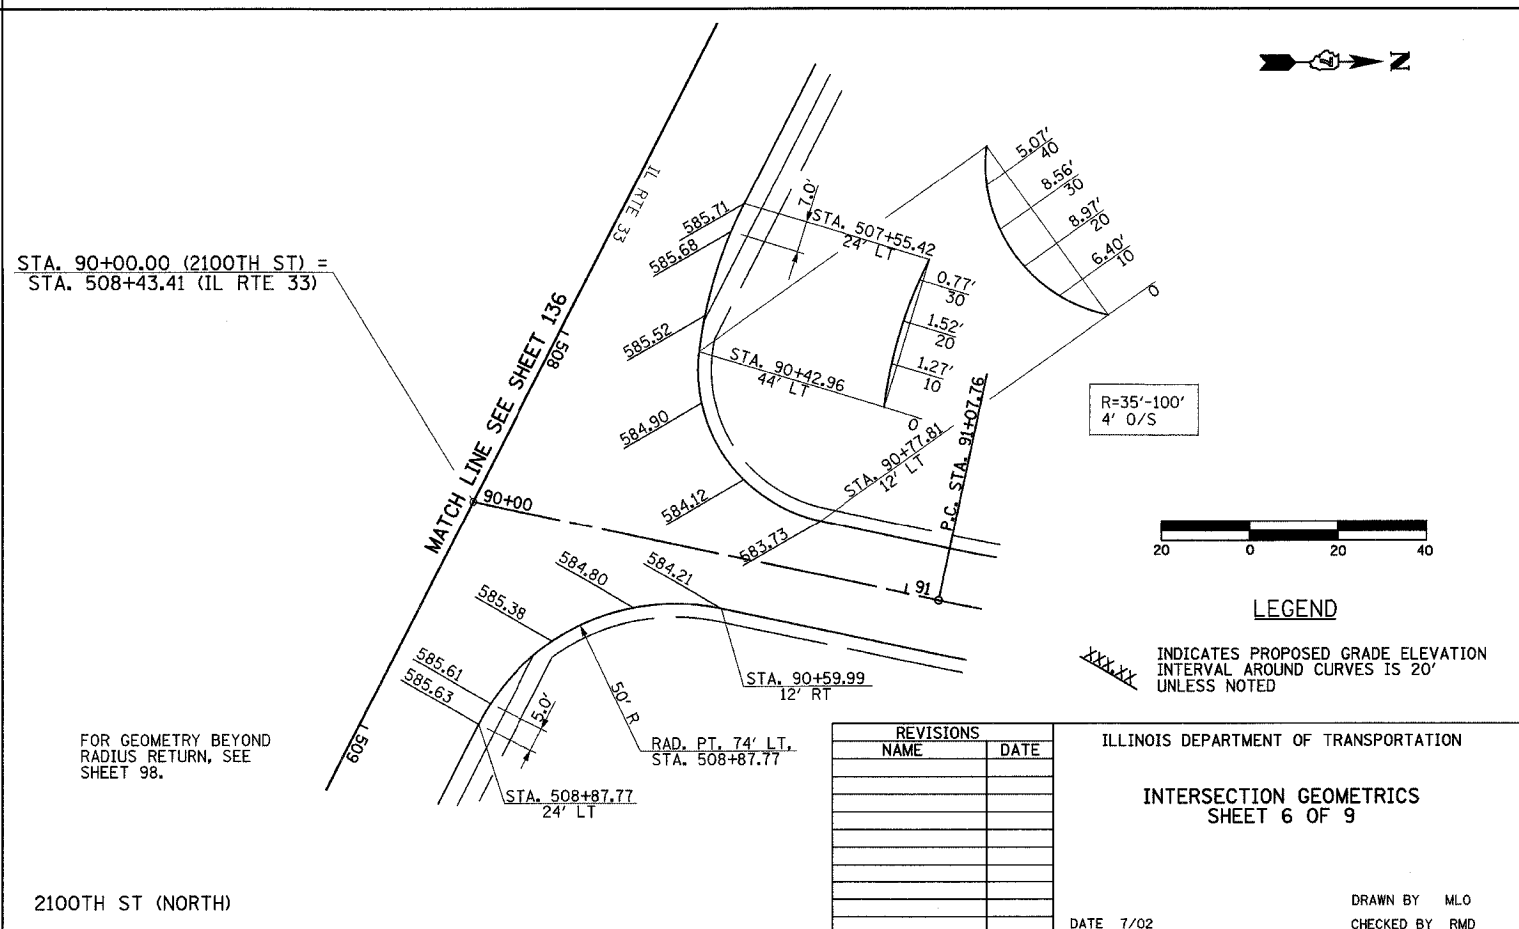 N
5.07'
40
8.56'
30
8.97'
20
6.40'
10
0
IL RTE 33
585.71
585.68
7.0'
STA. 507+55.42
24' LT
0.77'
30
1.52'
20
1.27'
10
0
STA. 90+00.00 (2100TH ST) =
STA. 508+43.41 (IL RTE 33)
MATCH LINE SEE SHEET 136
508
585.52
STA. 90+42.96
44' LT
584.90
R=35'-100'
4' O/S
STA. 90+77.81
12' LT
P.C. STA. 91+07.76
584.12
90+00
583.73
20 0 20 40
584.80
584.21
91
585.38
LEGEND
XXX.XX
INDICATES PROPOSED GRADE ELEVATION
INTERVAL AROUND CURVES IS 20'
UNLESS NOTED
585.61
585.63
STA. 90+59.99
12' RT
50' R
5.0'
509
FOR GEOMETRY BEYOND
RADIUS RETURN, SEE
SHEET 98.
RAD. PT. 74' LT,
STA. 508+87.77
STA. 508+87.77
24' LT
REVISIONS
NAME DATE
ILLINOIS DEPARTMENT OF TRANSPORTATION
INTERSECTION GEOMETRICS
SHEET 6 OF 9
2100TH ST (NORTH)
DRAWN BY MLO
DATE 7/02
CHECKED BY RMD